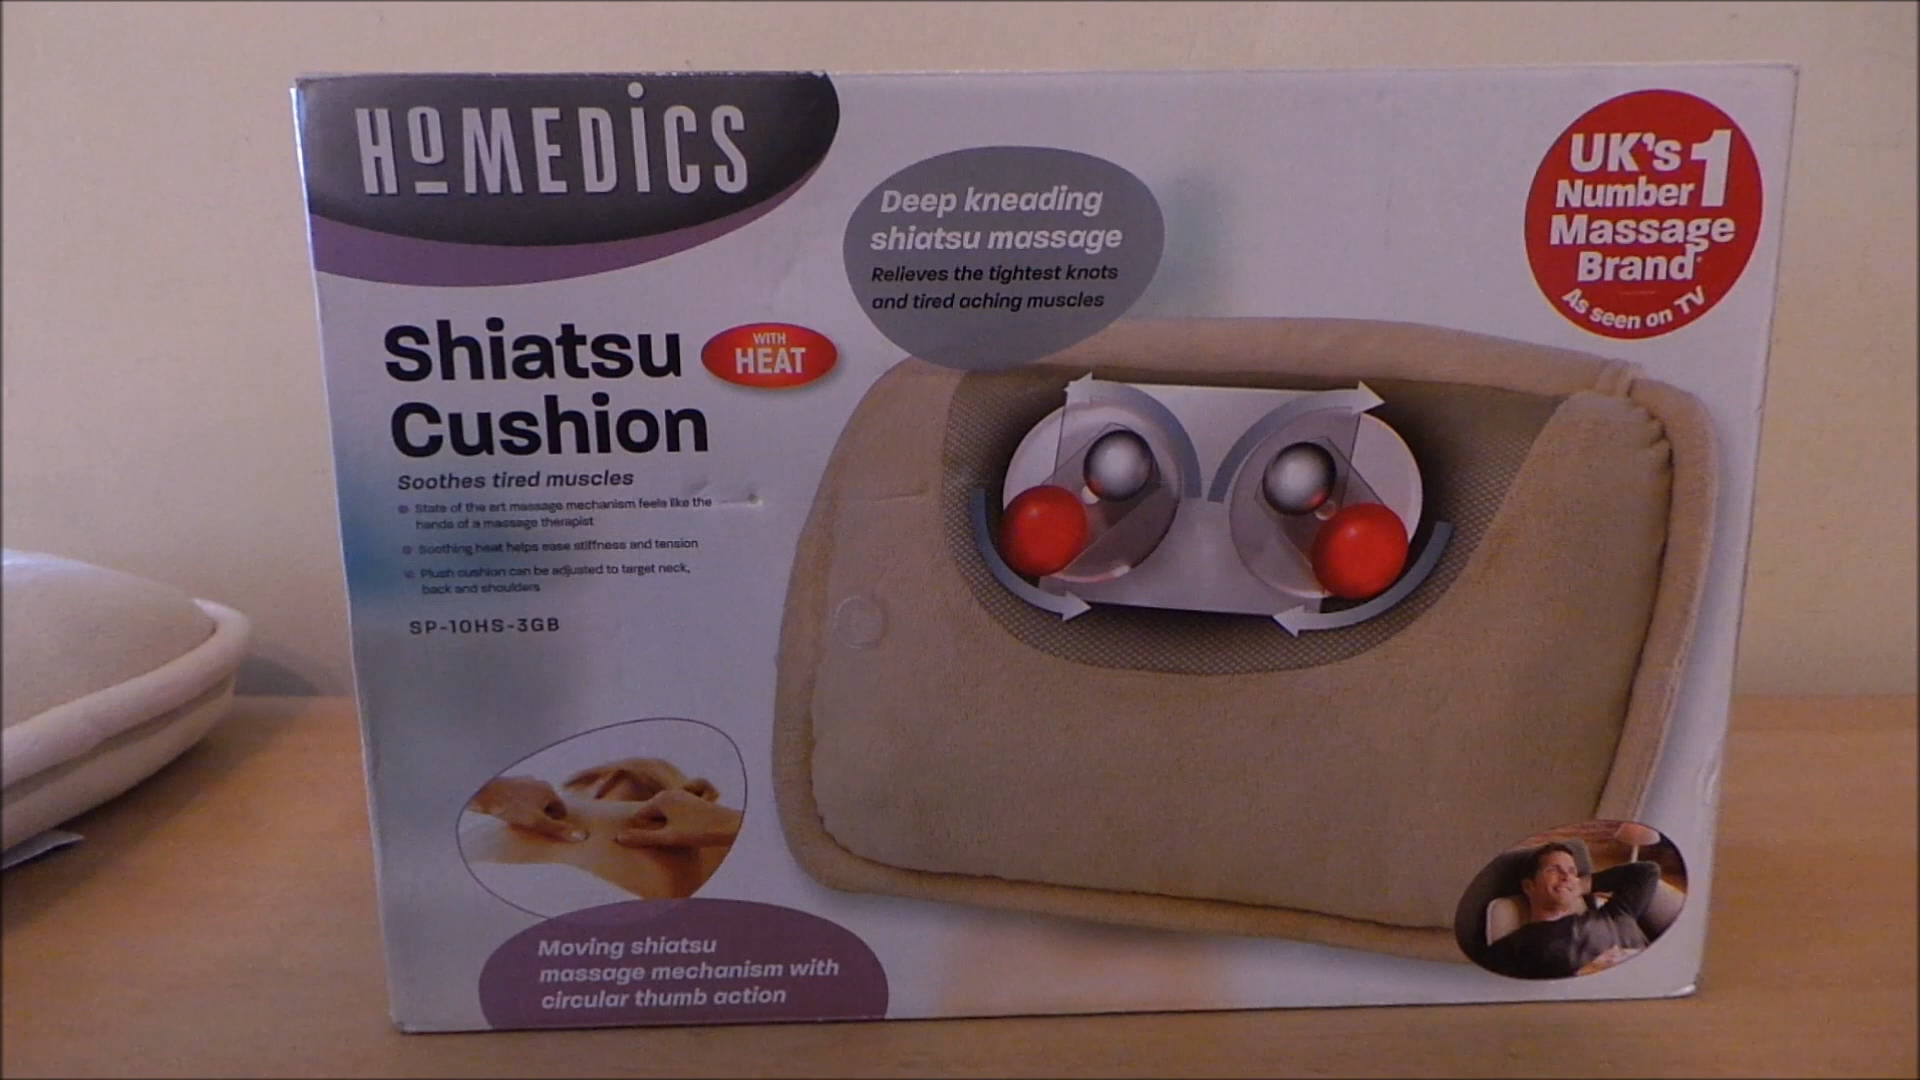 HoMEDiCS
Deep kneading
shiatsu massage
Relieves the tightest knots
and tired aching muscles
UK's 1
Number
Massage
Brand*
As seen on TV
Shiatsu
Cushion
WITH
HEAT
Soothes tired muscles
State of the art massage mechanism feels like the
hands of a massage therapist
Soothing heat helps ease stiffness and tension
Plush cushion can be adjusted to target neck,
back and shoulders
SP-10HS-3GB
Moving shiatsu
massage mechanism with
circular thumb action